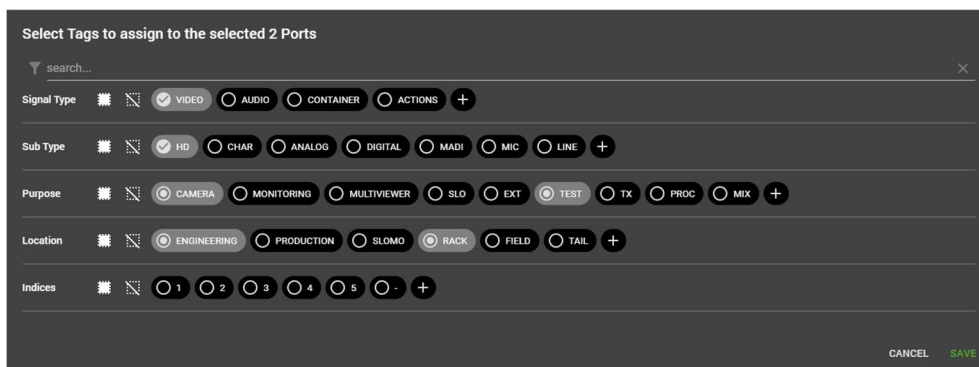 Select Tags to assign to the selected 2 Ports
search...
Signal Type VIDEO AUDIO CONTAINER ACTIONS
Sub Type HD CHAR ANALOG DIGITAL MADI MIC LINE
Purpose CAMERA MONITORING MULTIVIEWER SLO EXT TEST TX PROC MIX
Location ENGINEERING PRODUCTION SLOMO RACK FIELD TAIL
Indices 1 2 3 4 5 -
CANCEL SAVE